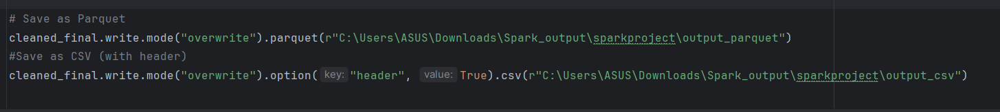 # Save as Parquet
cleaned_final.write.mode("overwrite").parquet(r"C:\Users\ASUS\Downloads\Spark_output\sparkproject\output_parquet")
#Save as CSV (with header)
cleaned_final.write.mode("overwrite").option( key: "header", value: True).csv(r"C:\Users\ASUS\Downloads\Spark_output\sparkproject\output_csv")